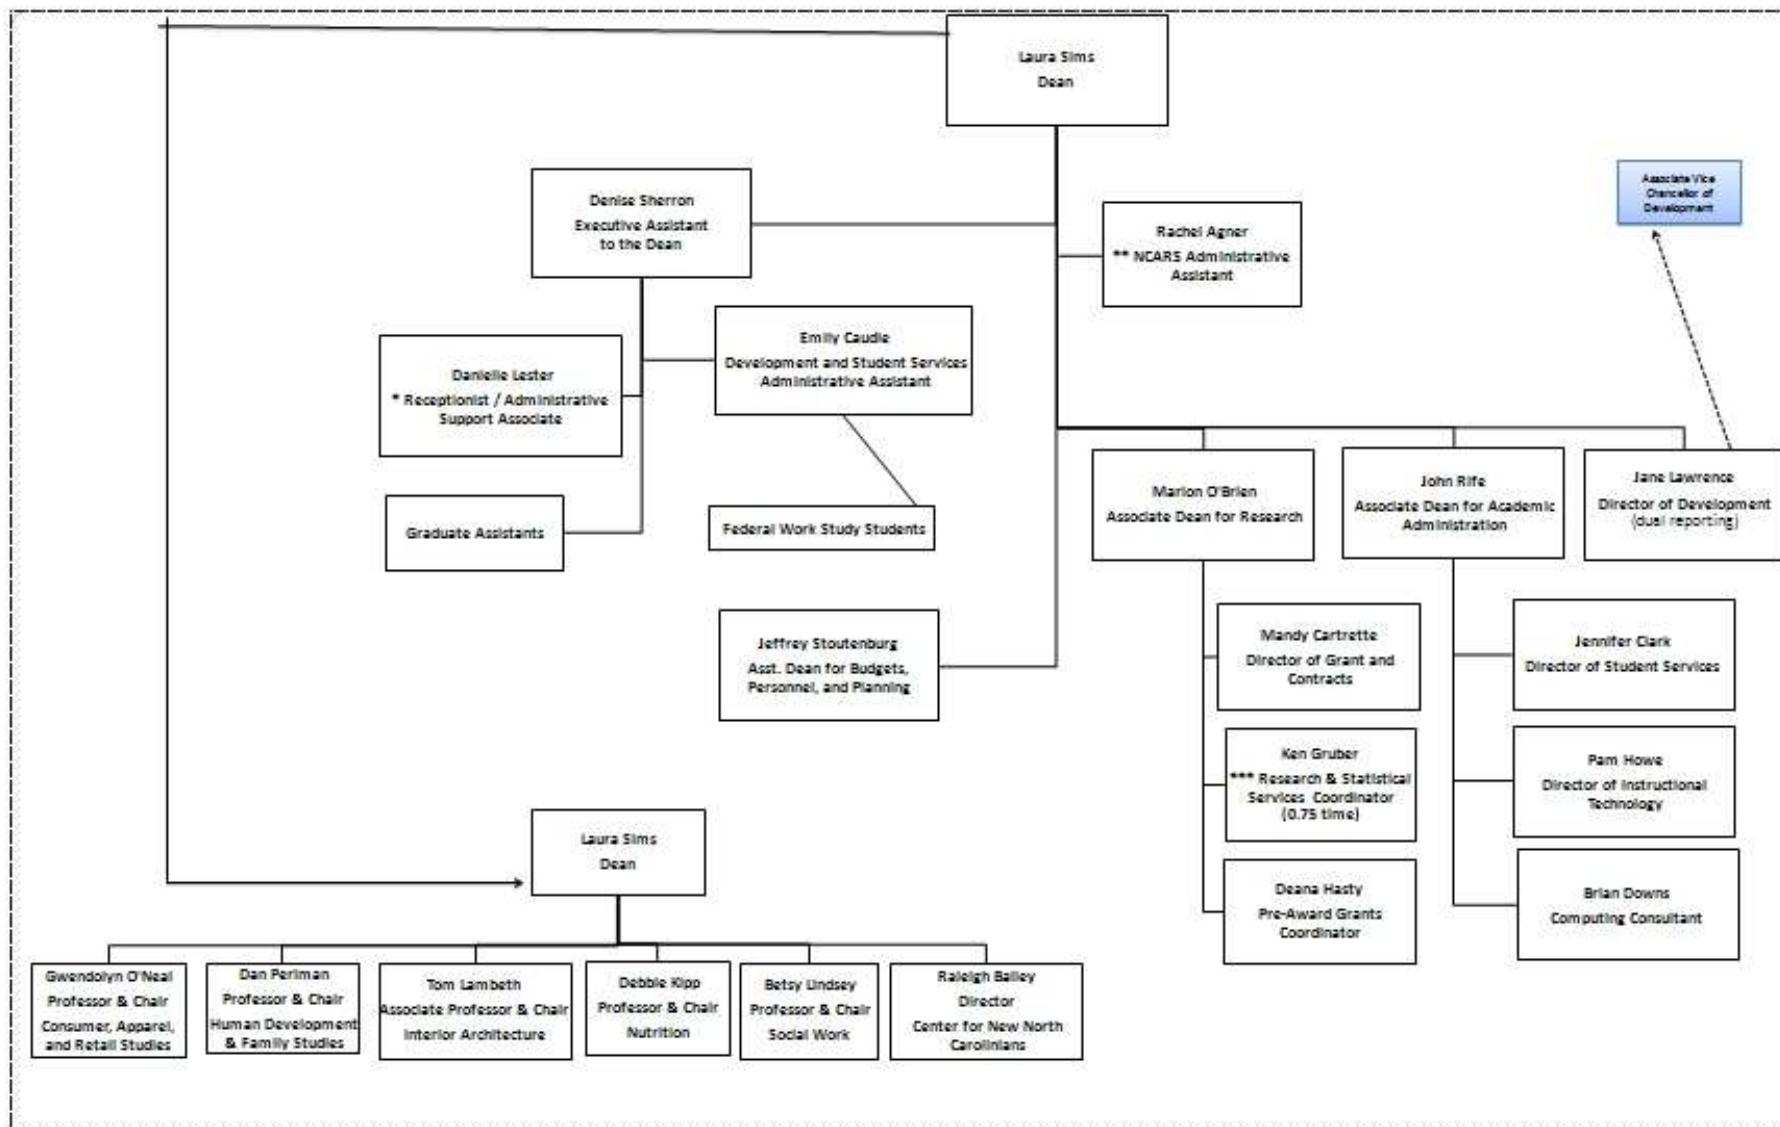 Laura Sims
Dean
Associate Vice
Chancellor of
Development
Denise Sherron
Executive Assistant
to the Dean
Rachel Agner
** NCARS Administrative
Assistant
Emily Caudle
Development and Student Services
Administrative Assistant
Danielle Lester
* Receptionist / Administrative
Support Associate
Graduate Assistants
Federal Work Study Students
Marion O'Brien
Associate Dean for Research
John Rife
Associate Dean for Academic
Administration
Jane Lawrence
Director of Development
(dual reporting)
Jeffrey Stoutenburg
Asst. Dean for Budgets,
Personnel, and Planning
Mandy Cartrette
Director of Grant and
Contracts
Jennifer Clark
Director of Student Services
Ken Gruber
*** Research & Statistical
Services Coordinator
(0.75 time)
Pam Howe
Director of Instructional
Technology
Deana Hasty
Pre-Award Grants
Coordinator
Brian Downs
Computing Consultant
Laura Sims
Dean
Gwendolyn O'Neal
Professor & Chair
Consumer, Apparel,
and Retail Studies
Dan Perlman
Professor & Chair
Human Development
& Family Studies
Tom Lambeth
Associate Professor & Chair
Interior Architecture
Debbie Kipp
Professor & Chair
Nutrition
Betsy Lindsey
Professor & Chair
Social Work
Raleigh Bailey
Director
Center for New North
Carolinians